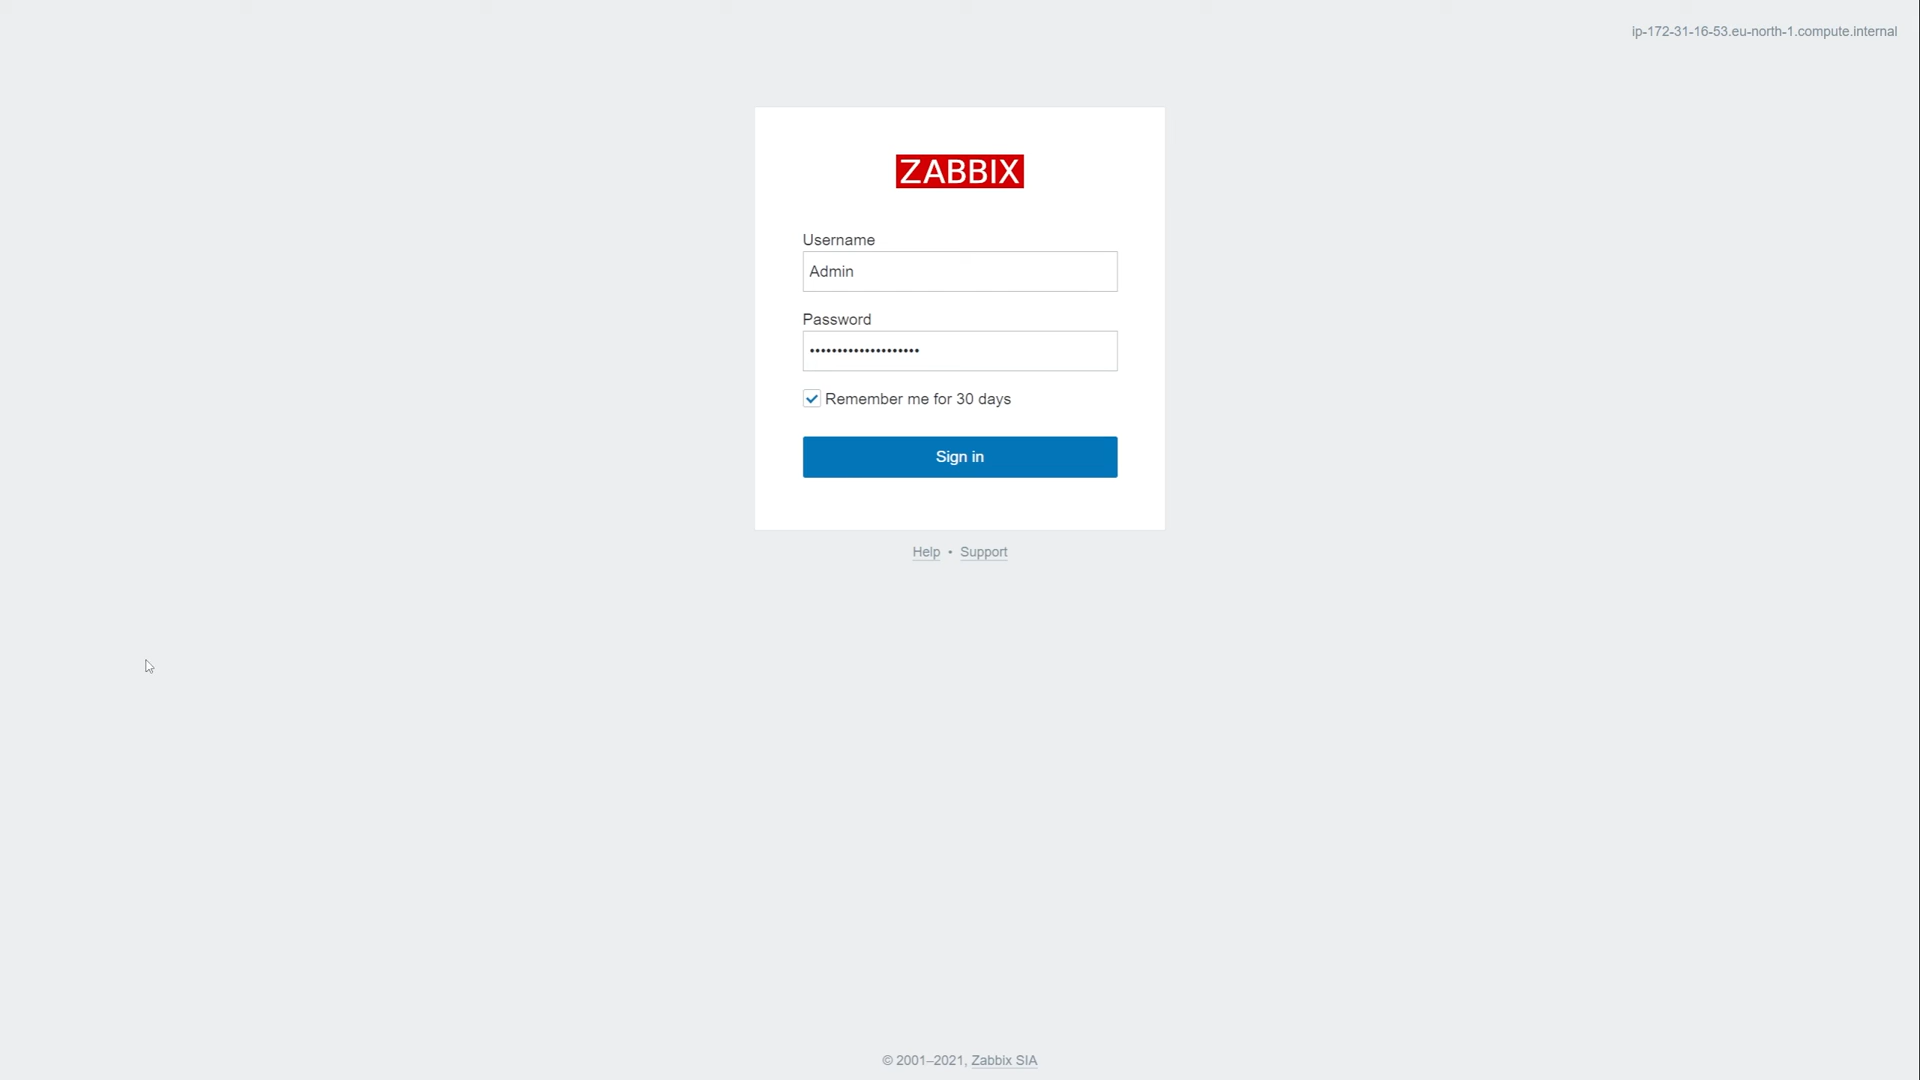 ip-172-31-16-53.eu-north-1.compute.internal
ZABBIX
Username
Admin
Password
••••••••••••••••••••
Remember me for 30 days
Sign in
Help • Support
© 2001–2021, Zabbix SIA